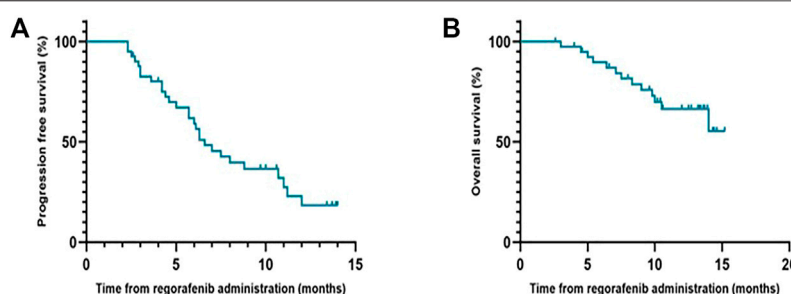 A
B
Progression free survival (%)
100
50
0
0 5 10 15
Time from regorafenib administration (months)
Overall survival (%)
100
50
0
0 5 10 15 20
Time from regorafenib administration (months)